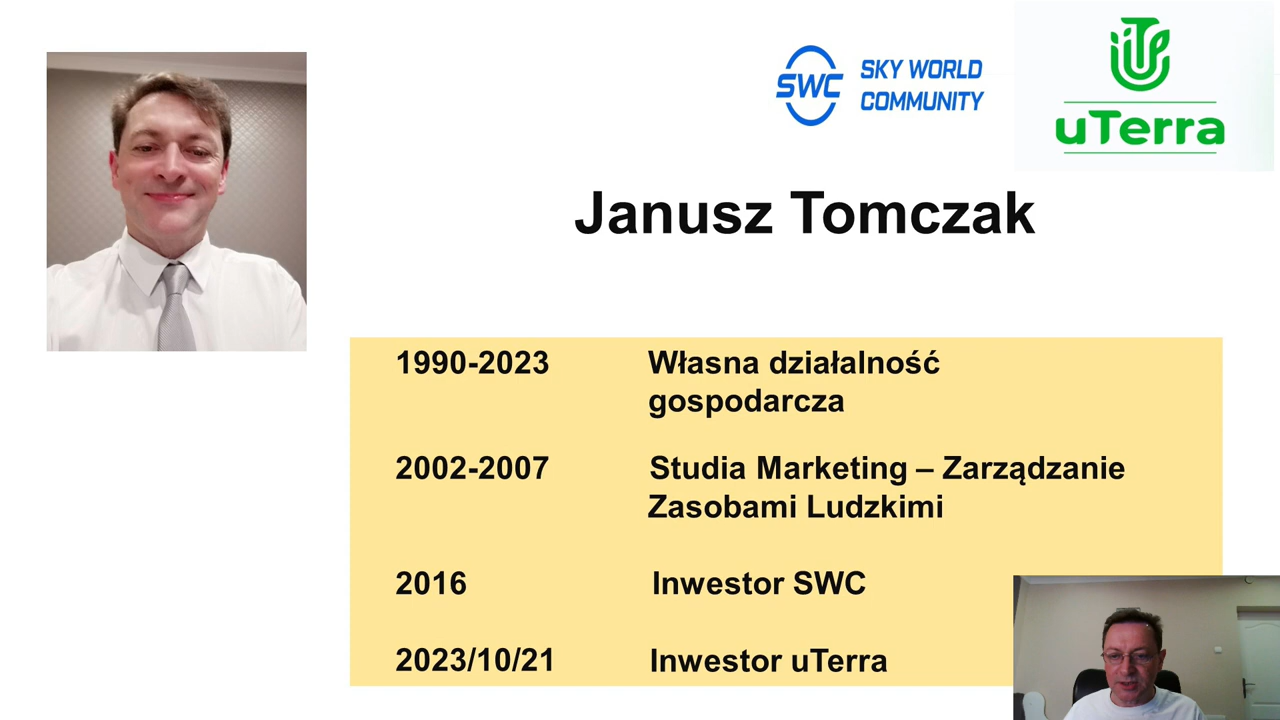 SWC
SKY WORLD
COMMUNITY
uTerra
Janusz Tomczak
1990-2023 Własna działalność
gospodarcza
2002-2007 Studia Marketing – Zarządzanie
Zasobami Ludzkimi
2016 Inwestor SWC
2023/10/21 Inwestor uTerra